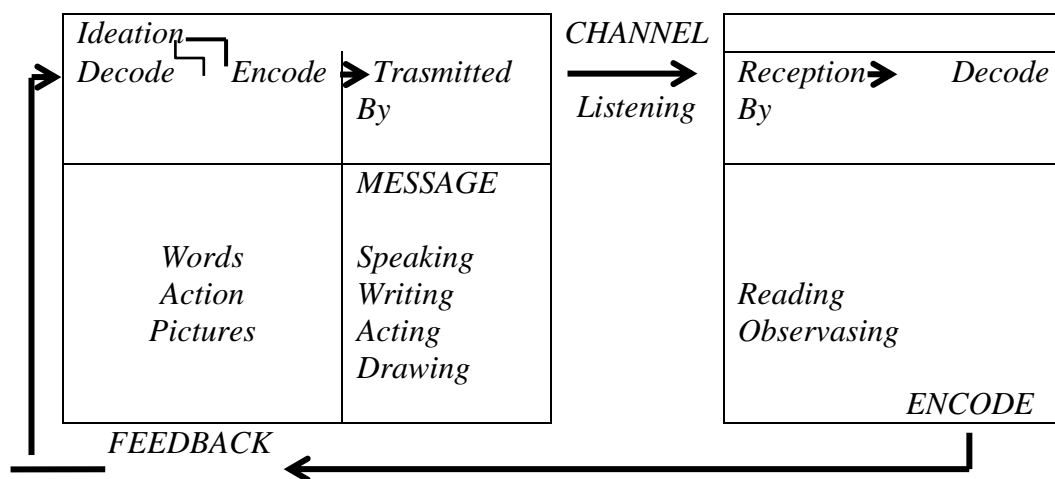 Ideation
Decode Encode Trasmitted
By
MESSAGE
Words Speaking
Action Writing
Pictures Acting
Drawing
CHANNEL
Listening
Reception Decode
By
Reading
Observasing
ENCODE
FEEDBACK